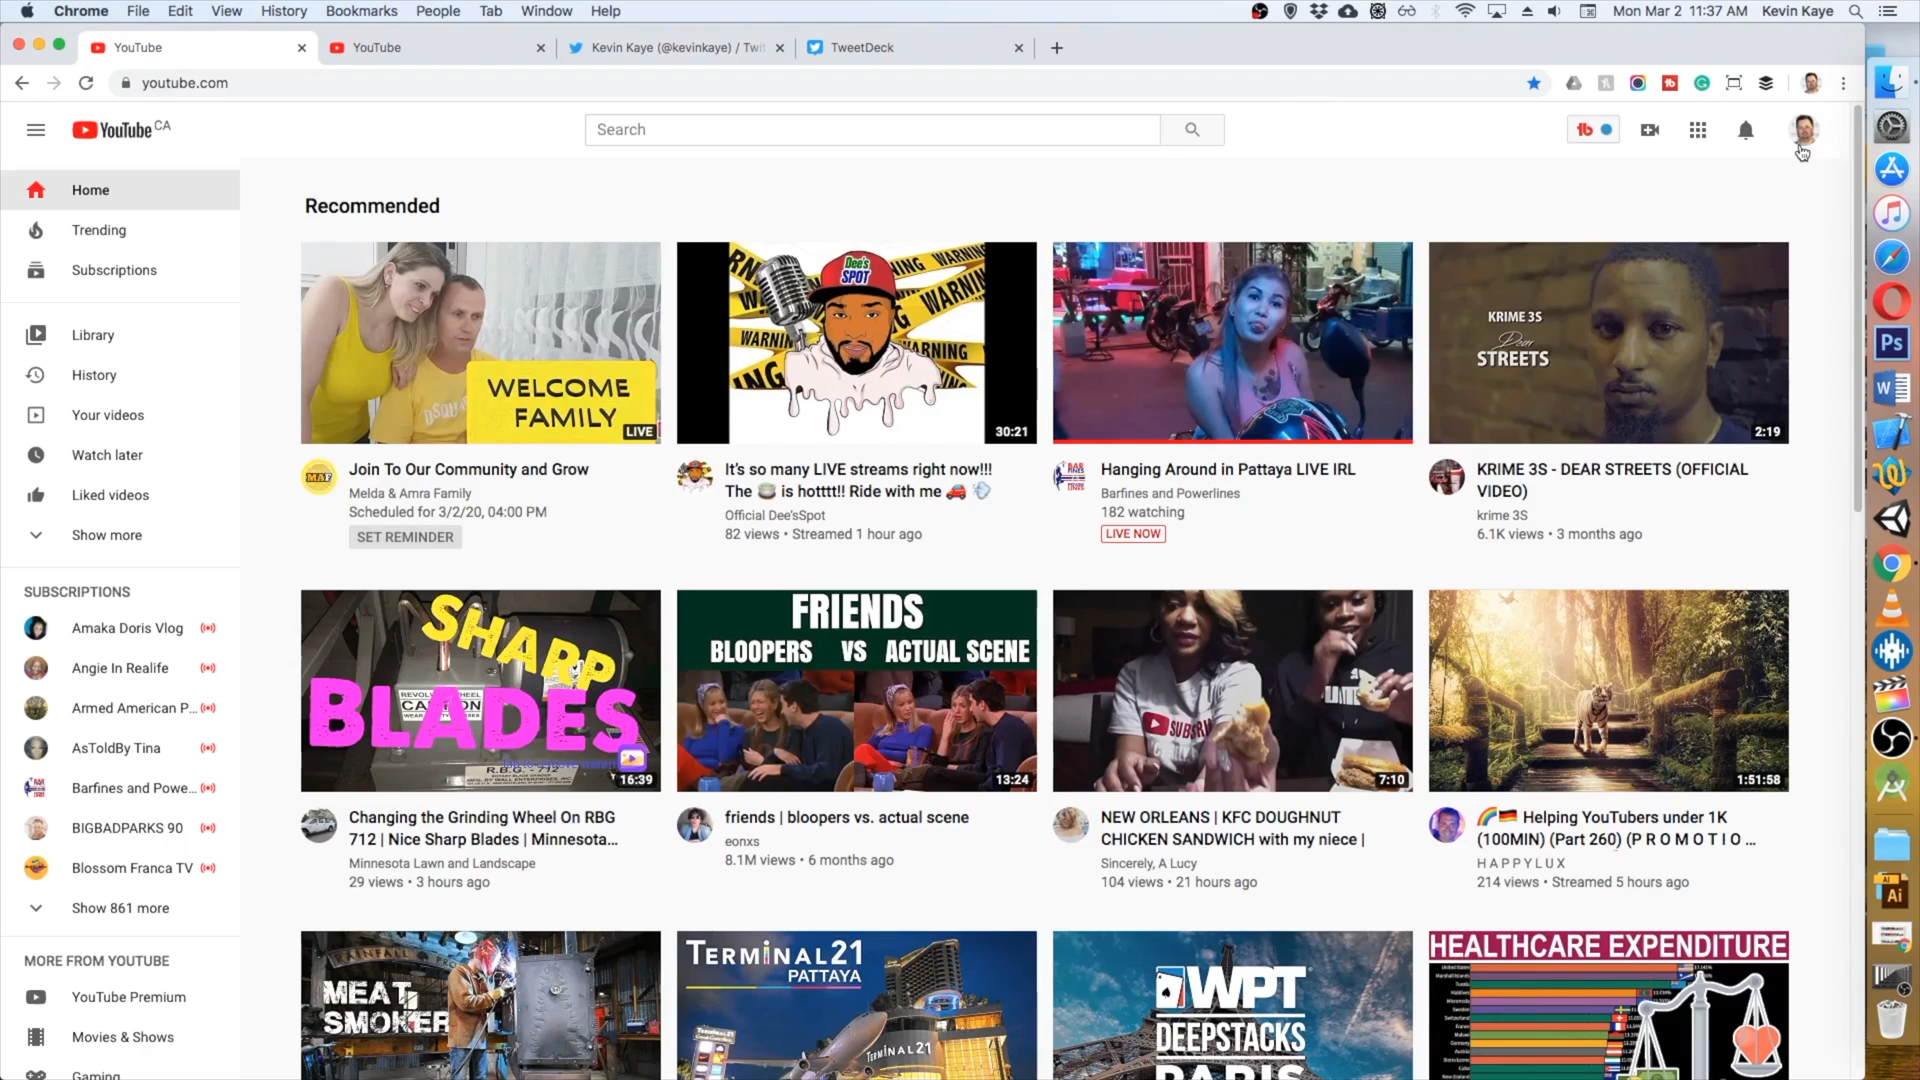 Chrome File Edit View History Bookmarks People Tab Window Help
Mon Mar 2 11:37 AM Kevin Kaye
YouTube
YouTube
Kevin Kaye (@kevinkaye) / Twit
TweetDeck
youtube.com
YouTube CA
Search
Home
Trending
Subscriptions
Library
History
Your videos
Watch later
Liked videos
Show more
SUBSCRIPTIONS
Amaka Doris Vlog
Angie In Realife
Armed American P...
AsToldBy Tina
Barfines and Powe...
BIGBADPARKS 90
Blossom Franca TV
Show 861 more
MORE FROM YOUTUBE
YouTube Premium
Movies & Shows
Gaming
Recommended
WELCOME
FAMILY
LIVE
Join To Our Community and Grow
Melda & Amra Family
Scheduled for 3/2/20, 04:00 PM
SET REMINDER
Dee's
SPOT
WARNING
30:21
It's so many LIVE streams right now!!!
The 🥁 is hotttt!! Ride with me 🚗 💨
Official Dee'sSpot
82 views • Streamed 1 hour ago
Hanging Around in Pattaya LIVE IRL
Barfines and Powerlines
182 watching
LIVE NOW
KRIME 3S
Dear
STREETS
2:19
KRIME 3S - DEAR STREETS (OFFICIAL
VIDEO)
krime 3S
6.1K views • 3 months ago
SHARP
BLADES
16:39
Changing the Grinding Wheel On RBG
712 | Nice Sharp Blades | Minnesota...
Minnesota Lawn and Landscape
29 views • 3 hours ago
FRIENDS
BLOOPERS VS ACTUAL SCENE
13:24
friends | bloopers vs. actual scene
eonxs
8.1M views • 6 months ago
7:10
NEW ORLEANS | KFC DOUGHNUT
CHICKEN SANDWICH with my niece |
Sincerely, A Lucy
104 views • 21 hours ago
1:51:58
🌈🇩🇪 Helping YouTubers under 1K
(100MIN) (Part 260) (P R O M O T I O ...
H A P P Y L U X
214 views • Streamed 5 hours ago
MEAT
SMOKER
TERMINAL21
PATTAYA
TERMINAL21
WPT
DEEPSTACKS
PARIS
HEALTHCARE EXPENDITURE
Ps
W
Ai